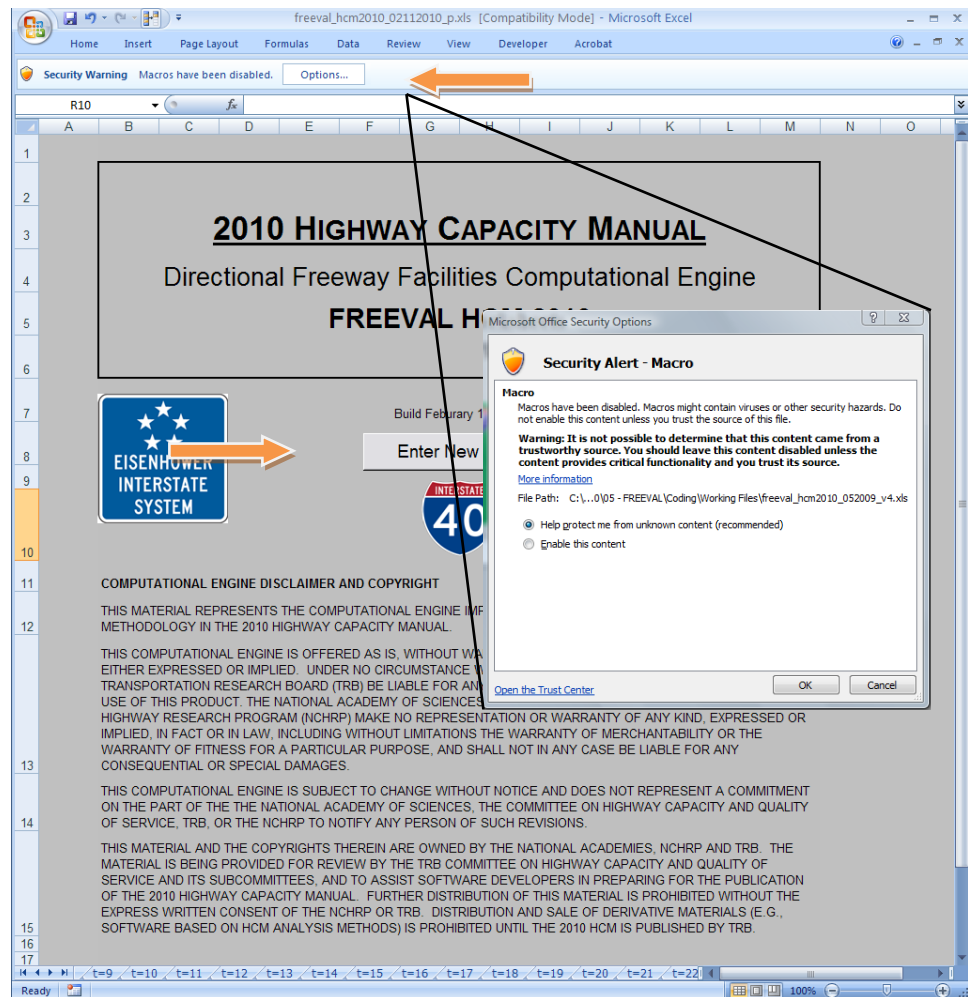 freeval_hcm2010_02112010_p.xls [Compatibility Mode] - Microsoft Excel
Home Insert Page Layout Formulas Data Review View Developer Acrobat
Security Warning Macros have been disabled. Options...
R10 fx
A B C D E F G H I J K L M N O
1
2
3
4
5
6
7
8
9
10
11
12
13
14
15
16
17
2010 HIGHWAY CAPACITY MANUAL
Directional Freeway Facilities Computational Engine
FREEVAL HCM 2010
Build Feburary 1
Enter New
EISENHOWER
INTERSTATE
SYSTEM
INTERSTATE
40
Microsoft Office Security Options
Security Alert - Macro
Macro
Macros have been disabled. Macros might contain viruses or other security hazards. Do
not enable this content unless you trust the source of this file.
Warning: It is not possible to determine that this content came from a
trustworthy source. You should leave this content disabled unless the
content provides critical functionality and you trust its source.
More information
File Path: C:\...0\05 - FREEVAL\Coding\Working Files\freeval_hcm2010_052009_v4.xls
Help protect me from unknown content (recommended)
Enable this content
Open the Trust Center
OK Cancel
COMPUTATIONAL ENGINE DISCLAIMER AND COPYRIGHT
THIS MATERIAL REPRESENTS THE COMPUTATIONAL ENGINE IMP
METHODOLOGY IN THE 2010 HIGHWAY CAPACITY MANUAL.
THIS COMPUTATIONAL ENGINE IS OFFERED AS IS, WITHOUT WA
EITHER EXPRESSED OR IMPLIED. UNDER NO CIRCUMSTANCE W
TRANSPORTATION RESEARCH BOARD (TRB) BE LIABLE FOR AN
USE OF THIS PRODUCT. THE NATIONAL ACADEMY OF SCIENCES
HIGHWAY RESEARCH PROGRAM (NCHRP) MAKE NO REPRESENTATION OR WARRANTY OF ANY KIND, EXPRESSED OR
IMPLIED, IN FACT OR IN LAW, INCLUDING WITHOUT LIMITATIONS THE WARRANTY OF MERCHANTABILITY OR THE
WARRANTY OF FITNESS FOR A PARTICULAR PURPOSE, AND SHALL NOT IN ANY CASE BE LIABLE FOR ANY
CONSEQUENTIAL OR SPECIAL DAMAGES.
THIS COMPUTATIONAL ENGINE IS SUBJECT TO CHANGE WITHOUT NOTICE AND DOES NOT REPRESENT A COMMITMENT
ON THE PART OF THE THE NATIONAL ACADEMY OF SCIENCES, THE COMMITTEE ON HIGHWAY CAPACITY AND QUALITY
OF SERVICE, TRB, OR THE NCHRP TO NOTIFY ANY PERSON OF SUCH REVISIONS.
THIS MATERIAL AND THE COPYRIGHTS THEREIN ARE OWNED BY THE NATIONAL ACADEMIES, NCHRP AND TRB. THE
MATERIAL IS BEING PROVIDED FOR REVIEW BY THE TRB COMMITTEE ON HIGHWAY CAPACITY AND QUALITY OF
SERVICE AND ITS SUBCOMMITTEES, AND TO ASSIST SOFTWARE DEVELOPERS IN PREPARING FOR THE PUBLICATION
OF THE 2010 HIGHWAY CAPACITY MANUAL. FURTHER DISTRIBUTION OF THIS MATERIAL IS PROHIBITED WITHOUT THE
EXPRESS WRITTEN CONSENT OF THE NCHRP OR TRB. DISTRIBUTION AND SALE OF DERIVATIVE MATERIALS (E.G.,
SOFTWARE BASED ON HCM ANALYSIS METHODS) IS PROHIBITED UNTIL THE 2010 HCM IS PUBLISHED BY TRB.
t=9 t=10 t=11 t=12 t=13 t=14 t=15 t=16 t=17 t=18 t=19 t=20 t=21 t=22
Ready 100%